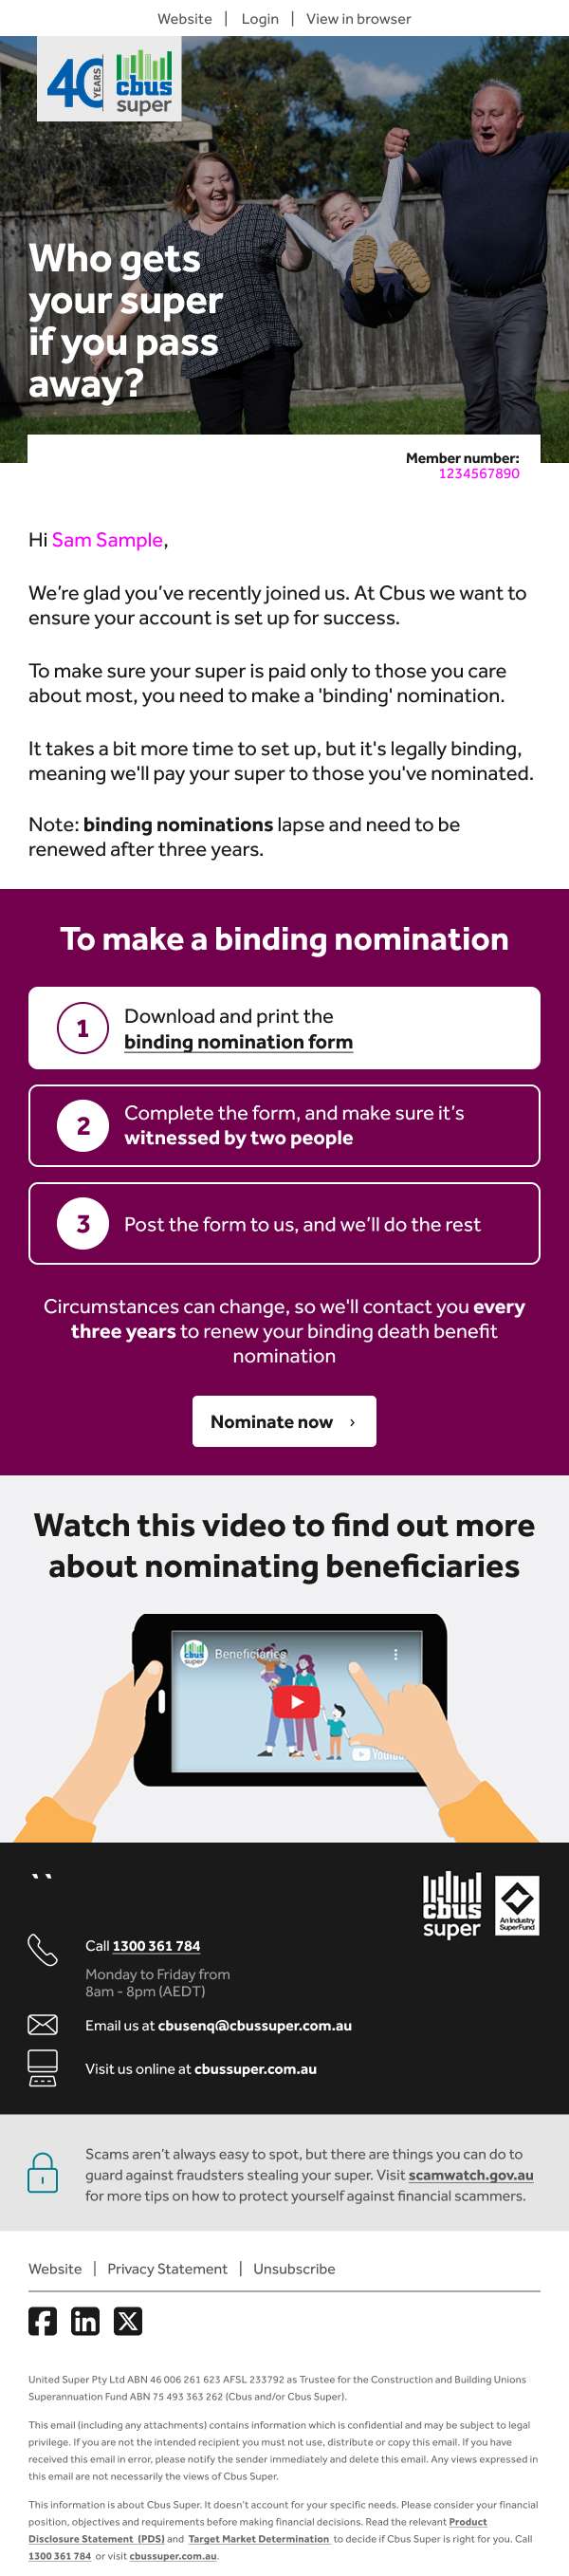 Website | Login | View in browser
40 YEARS
cbus
super
Who gets
your super
if you pass
away?
Member number:
1234567890
Hi Sam Sample,
We're glad you've recently joined us. At Cbus we want to
ensure your account is set up for success.
To make sure your super is paid only to those you care
about most, you need to make a 'binding' nomination.
It takes a bit more time to set up, but it's legally binding,
meaning we'll pay your super to those you've nominated.
Note: binding nominations lapse and need to be
renewed after three years.
To make a binding nomination
1
Download and print the
binding nomination form
2
Complete the form, and make sure it's
witnessed by two people
3
Post the form to us, and we'll do the rest
Circumstances can change, so we'll contact you every
three years to renew your binding death benefit
nomination
Nominate now ›
Watch this video to find out more
about nominating beneficiaries
cbus
super
Beneficiaries
YouTube
cbus
super
An Industry
SuperFund
Call 1300 361 784
Monday to Friday from
8am - 8pm (AEDT)
Email us at cbusenq@cbussuper.com.au
Visit us online at cbussuper.com.au
Scams aren't always easy to spot, but there are things you can do to
guard against fraudsters stealing your super. Visit scamwatch.gov.au
for more tips on how to protect yourself against financial scammers.
Website | Privacy Statement | Unsubscribe
United Super Pty Ltd ABN 46 006 261 623 AFSL 233792 as Trustee for the Construction and Building Unions
Superannuation Fund ABN 75 493 363 262 (Cbus and/or Cbus Super).
This email (including any attachments) contains information which is confidential and may be subject to legal
privilege. If you are not the intended recipient you must not use, distribute or copy this email. If you have
received this email in error, please notify the sender immediately and delete this email. Any views expressed in
this email are not necessarily the views of Cbus Super.
This information is about Cbus Super. It doesn't account for your specific needs. Please consider your financial
position, objectives and requirements before making financial decisions. Read the relevant Product
Disclosure Statement (PDS) and Target Market Determination to decide if Cbus Super is right for you. Call
1300 361 784 or visit cbussuper.com.au.